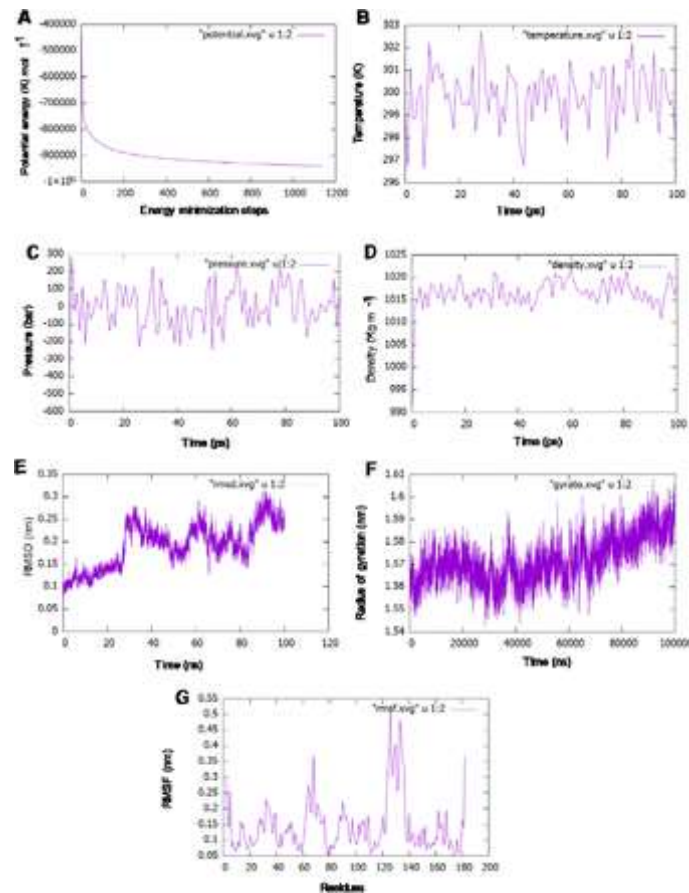 A
"potential.xvg" u 1:2
-400000
-500000
-600000
-700000
-800000
-900000
-1×10⁶
0 200 400 600 800 1000 1200
Energy minimization steps
B
"temperature.xvg" u 1:2
303
302
301
300
299
298
297
296
295
Temperature (K)
0 20 40 60 80 100
Time (ps)
C
"pressure.xvg" u 1:2
300
200
100
0
-100
-200
-300
-400
-500
-600
Pressure (bar)
0 20 40 60 80 100
Time (ps)
D
"density.xvg" u 1:2
1025
1020
1015
1010
1005
1000
995
990
Density (Kg m⁻³)
0 20 40 60 80 100
Time (ps)
E
"rmsd.xvg" u 1:2
0.35
0.3
0.25
0.2
0.15
0.1
0.05
0
RMSD (nm)
0 20 40 60 80 100 120
Time (ns)
F
"gyrate.xvg" u 1:2
1.61
1.6
1.59
1.58
1.57
1.56
1.55
1.54
Radius of gyration (nm)
0 20000 40000 60000 80000 100000
Time (ns)
G
"rmsf.xvg" u 1:2
0.55
0.5
0.45
0.4
0.35
0.3
0.25
0.2
0.15
0.1
0.05
RMSF (nm)
0 20 40 60 80 100 120 140 160 180 200
Residues